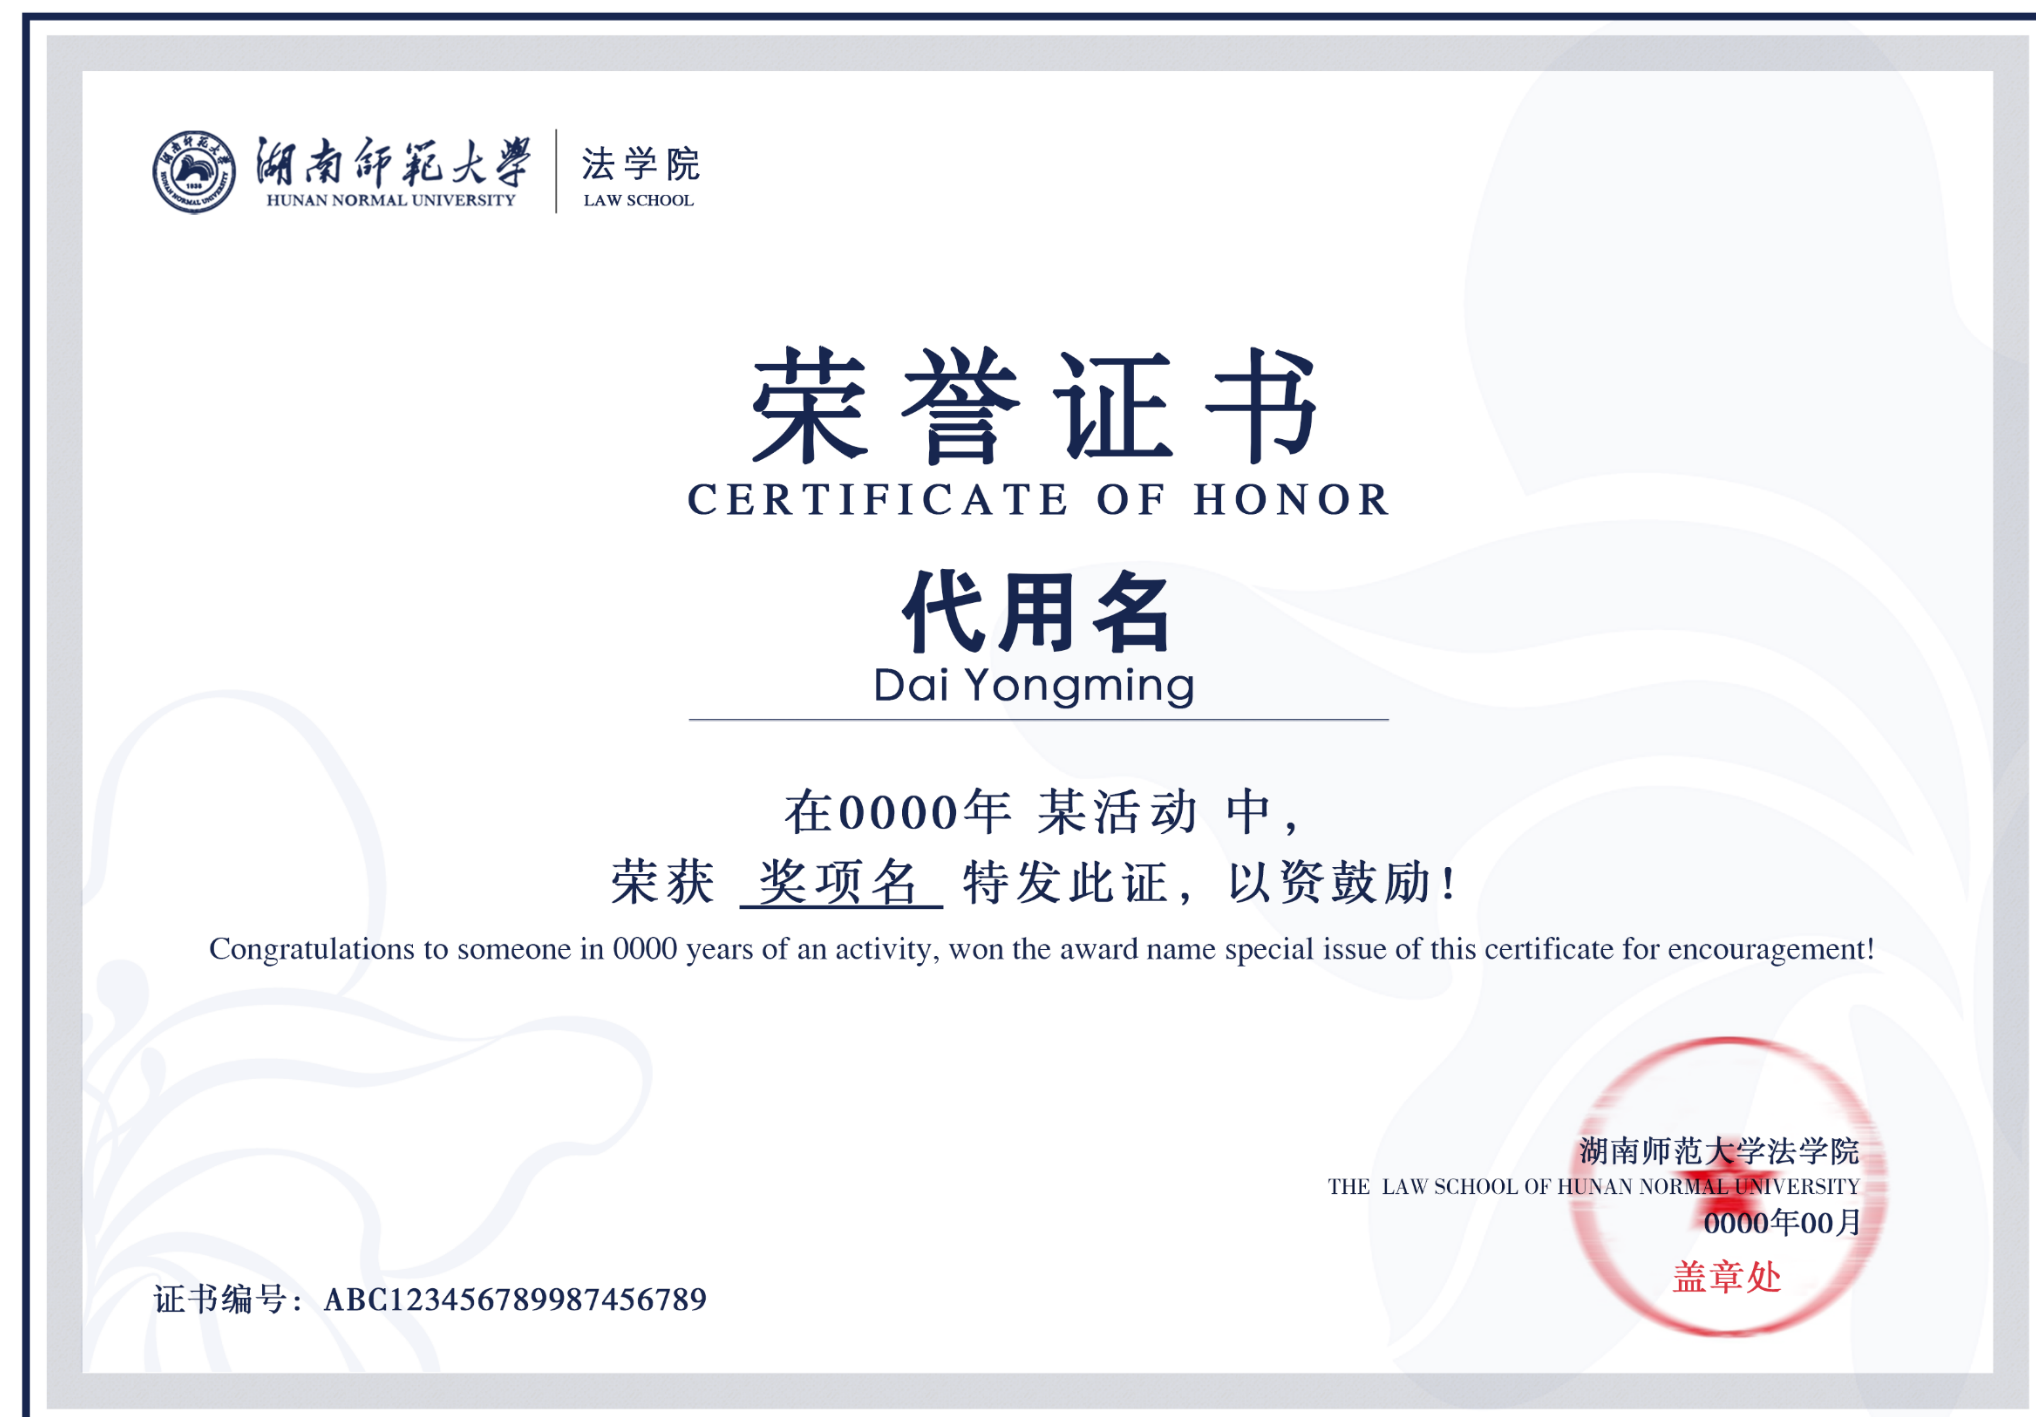 湖南师范大学
HUNAN NORMAL UNIVERSITY
法学院
LAW SCHOOL
荣誉证书
CERTIFICATE OF HONOR
代用名
Dai Yongming
在0000年 某活动 中，
荣获 奖项名 特发此证，以资鼓励！
Congratulations to someone in 0000 years of an activity, won the award name special issue of this certificate for encouragement!
湖南师范大学法学院
THE LAW SCHOOL OF HUNAN NORMAL UNIVERSITY
0000年00月
盖章处
证书编号：ABC123456789987456789